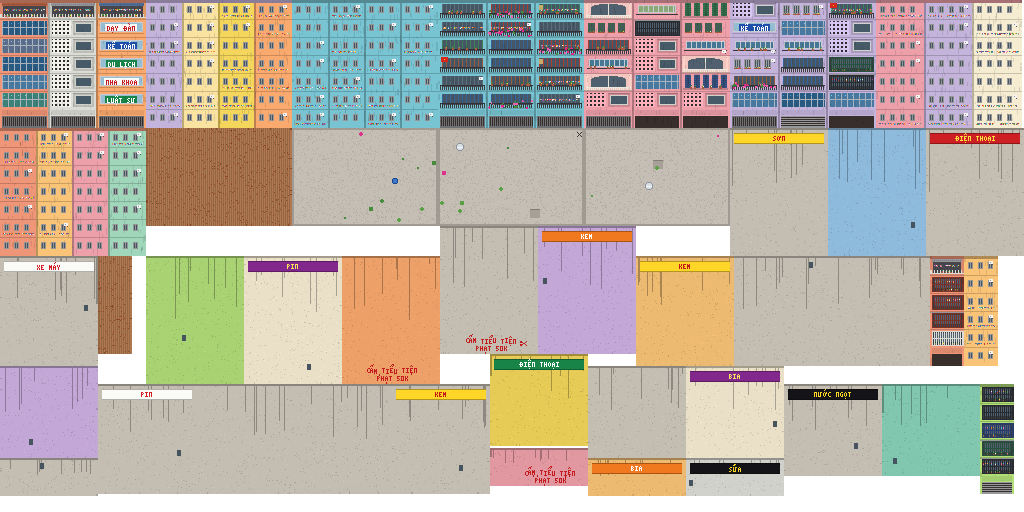 DẠY ĐÀN
KẾ TOÁN
KẾ TOÁN
DU LỊCH
NHA KHOA
LUẬT SƯ
SƠN
ĐIỆN THOẠI
KEM
XE MÁY
PIN
KEM
CẤM TIỂU TIỆN
PHẠT 50K
ĐIỆN THOẠI
CẤM TIỂU TIỆN
PHẠT 50K
BIA
PIN
KEM
NƯỚC NGỌT
BIA
SỮA
CẤM TIỂU TIỆN
PHẠT 50K